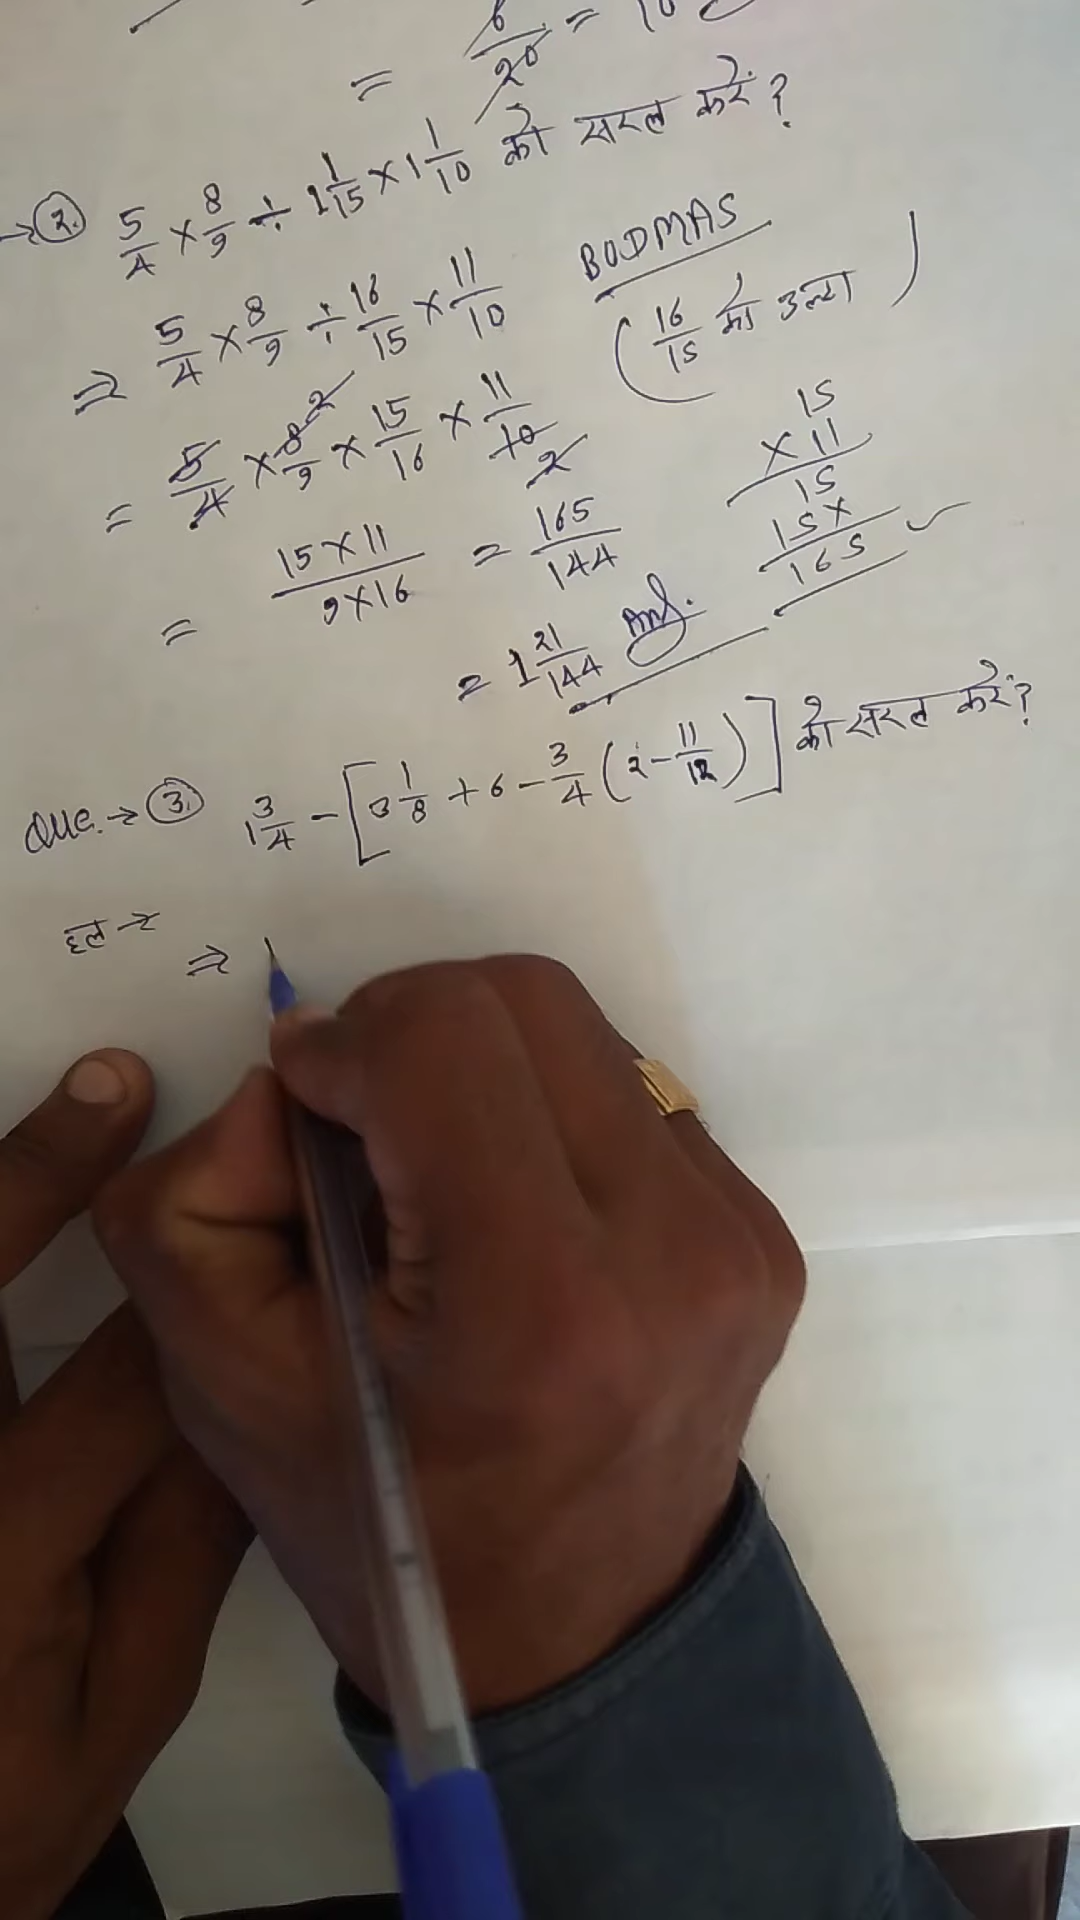 = 6/20 = 10
→ (2.) 5/4 × 8/9 ÷ 1 1/15 × 1 1/10 को सरल करें?
⇒ 5/4 × 8/9 ÷ 16/15 × 11/10
BODMAS
(16/15 का उल्टा)
= 5/4 × 8/9 2 × 15/16 × 11/10 2
= 15×11/9×16 = 165/144
= 1 21/144 Ans.
15
×11
15
15×
165 ✓
Que. → (3.) 1 3/4 - [3 1/8 + 6 - 3/4 (2 - 11/12)] को सरल करें?
हल →
⇒